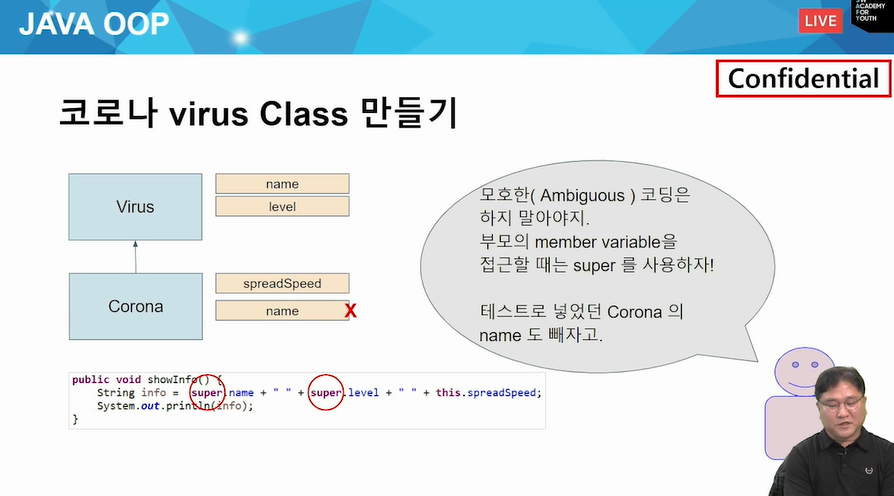 JAVA OOP
LIVE
ACADEMY
FOR
YOUTH
Confidential
코로나 virus Class 만들기
Virus
name
level
Corona
spreadSpeed
name
X
모호한( Ambiguous ) 코딩은
하지 말아야지.
부모의 member variable을
접근할 때는 super 를 사용하자!
테스트로 넣었던 Corona 의
name 도 빼자고.
public void showInfo() {
String info = super.name + " " + super.level + " " + this.spreadSpeed;
System.out.println(info);
}